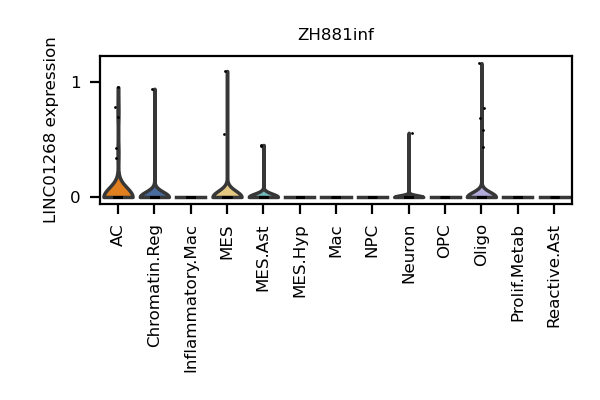 ZH881inf
LINC01268 expression
1
0
AC
Chromatin.Reg
Inflammatory.Mac
MES
MES.Ast
MES.Hyp
Mac
NPC
Neuron
OPC
Oligo
Prolif.Metab
Reactive.Ast